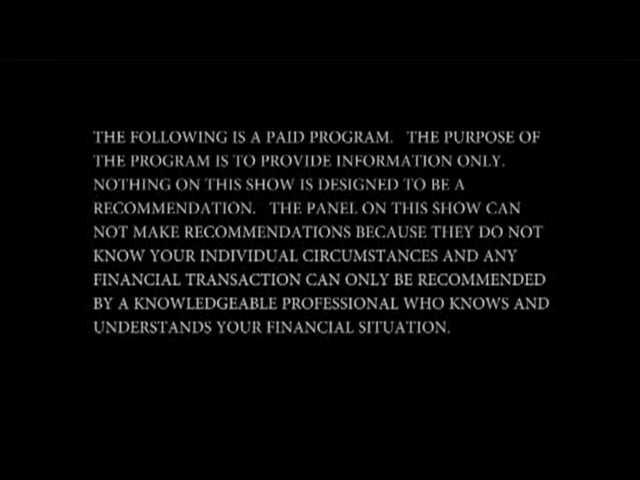 THE FOLLOWING IS A PAID PROGRAM. THE PURPOSE OF
THE PROGRAM IS TO PROVIDE INFORMATION ONLY.
NOTHING ON THIS SHOW IS DESIGNED TO BE A
RECOMMENDATION. THE PANEL ON THIS SHOW CAN
NOT MAKE RECOMMENDATIONS BECAUSE THEY DO NOT
KNOW YOUR INDIVIDUAL CIRCUMSTANCES AND ANY
FINANCIAL TRANSACTION CAN ONLY BE RECOMMENDED
BY A KNOWLEDGEABLE PROFESSIONAL WHO KNOWS AND
UNDERSTANDS YOUR FINANCIAL SITUATION.